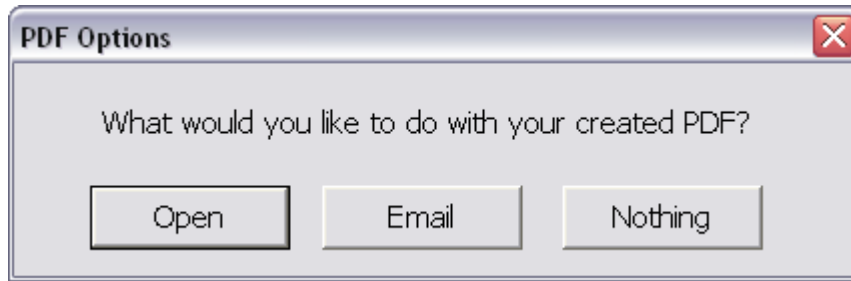 PDF Options
What would you like to do with your created PDF?
Open Email Nothing